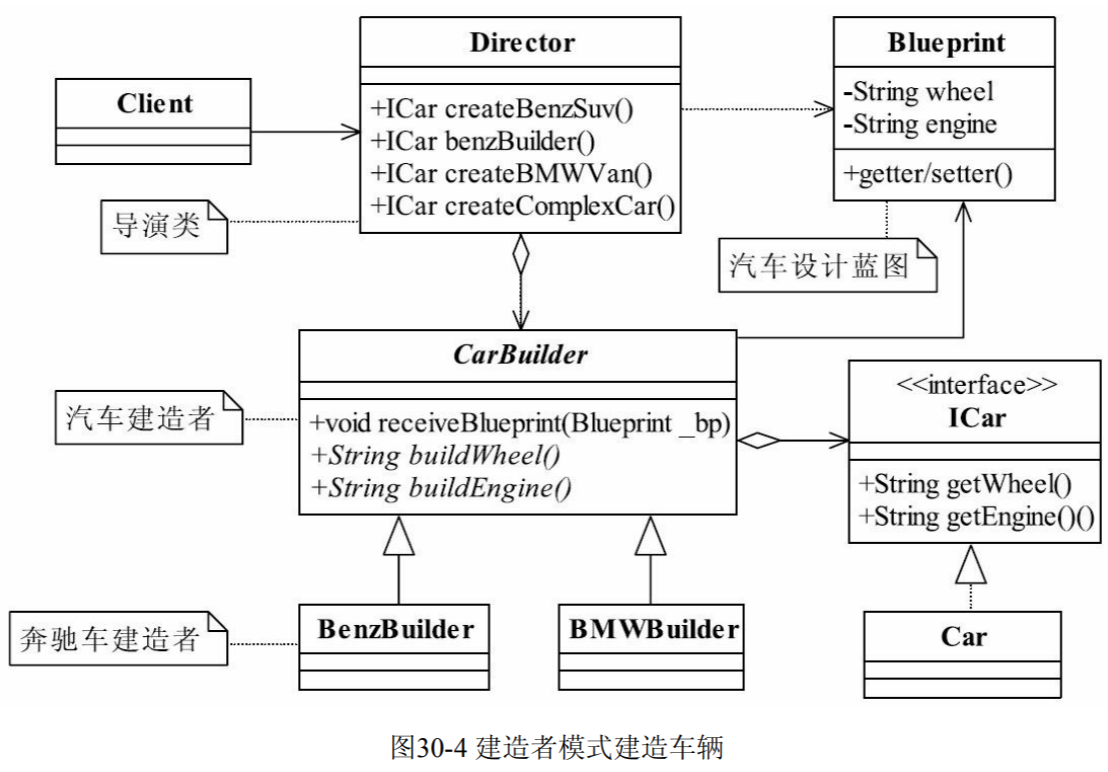 Client
导演类
Director
+ICar createBenzSuv()
+ICar benzBuilder()
+ICar createBMWVan()
+ICar createComplexCar()
Blueprint
-String wheel
-String engine
+getter/setter()
汽车设计蓝图
CarBuilder
+void receiveBlueprint(Blueprint _bp)
+String buildWheel()
+String buildEngine()
汽车建造者
<<interface>>
ICar
+String getWheel()
+String getEngine()()
奔驰车建造者
BenzBuilder
BMWBuilder
Car
图30-4 建造者模式建造车辆